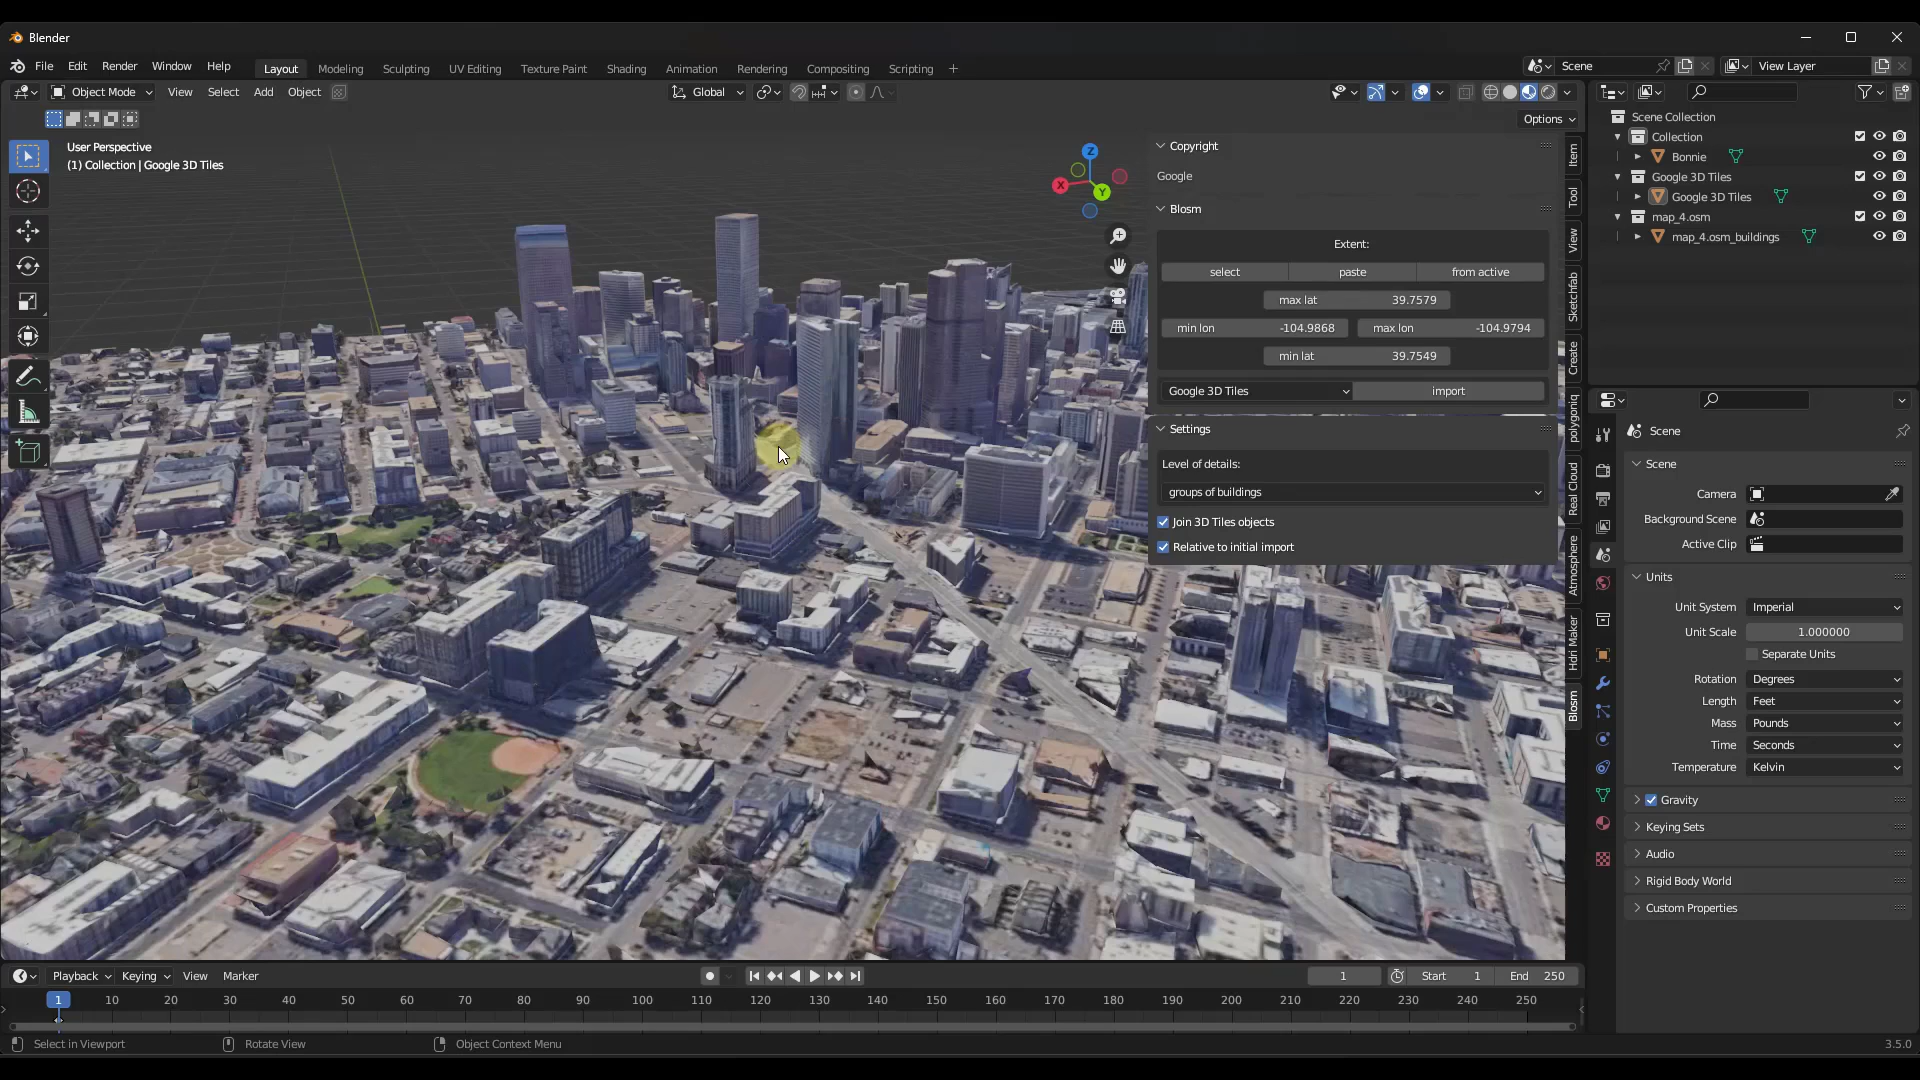 Blender
File Edit Render Window Help Layout Modeling Sculpting UV Editing Texture Paint Shading Animation Rendering Compositing Scripting + Scene View Layer
Object Mode View Select Add Object Global
Options
User Perspective
(1) Collection | Google 3D Tiles
Z
X
Y
Copyright
Google
Blosm
Extent:
select paste from active
max lat 39.7579
min lon -104.9868 max lon -104.9794
min lat 39.7549
Google 3D Tiles import
Settings
Level of details:
groups of buildings
Join 3D Tiles objects
Relative to initial import
Item
Tool
View
Sketchfab
Create
polygoniq
Real Cloud
Atmosphere
Hdri Maker
Blosm
Scene Collection
Collection
Bonnie
Google 3D Tiles
Google 3D Tiles
map_4.osm
map_4.osm_buildings
Scene
Scene
Camera
Background Scene
Active Clip
Units
Unit System Imperial
Unit Scale 1.000000
Separate Units
Rotation Degrees
Length Feet
Mass Pounds
Time Seconds
Temperature Kelvin
Gravity
Keying Sets
Audio
Rigid Body World
Custom Properties
Playback Keying View Marker 1 Start 1 End 250
1 10 20 30 40 50 60 70 80 90 100 110 120 130 140 150 160 170 180 190 200 210 220 230 240 250
Select in Viewport Rotate View Object Context Menu 3.5.0